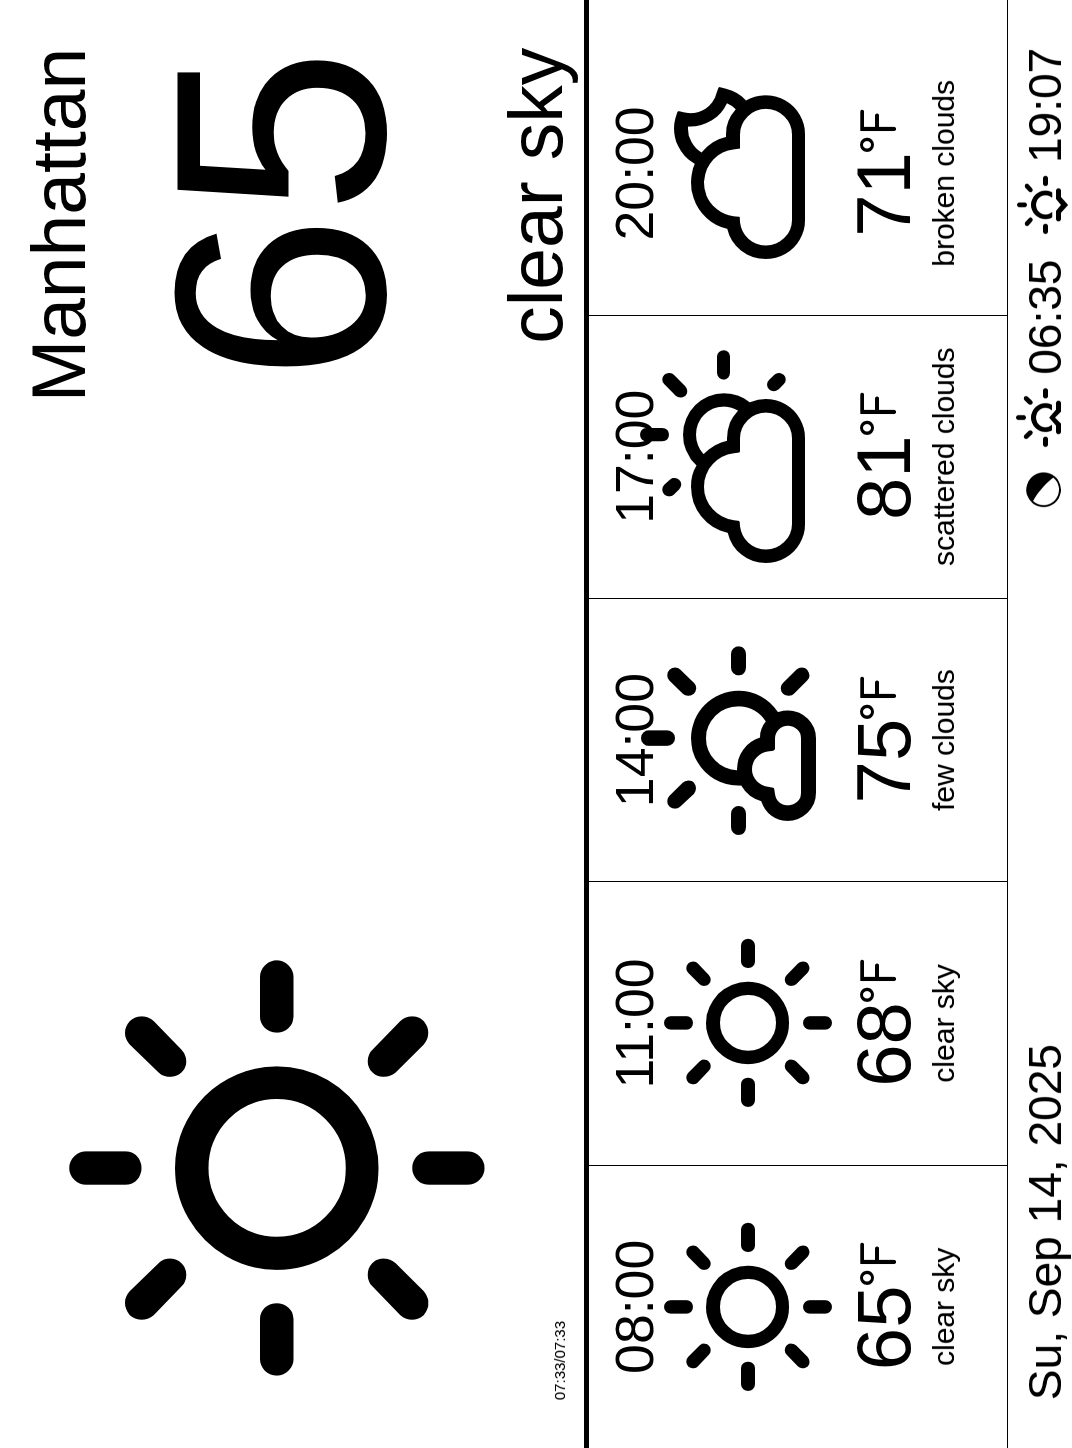 Manhattan
65
clear sky
07:33/07:33
08:00
65°F
clear sky
11:00
68°F
clear sky
14:00
75°F
few clouds
17:00
81°F
scattered clouds
20:00
71°F
broken clouds
Su, Sep 14, 2025
06:35
19:07